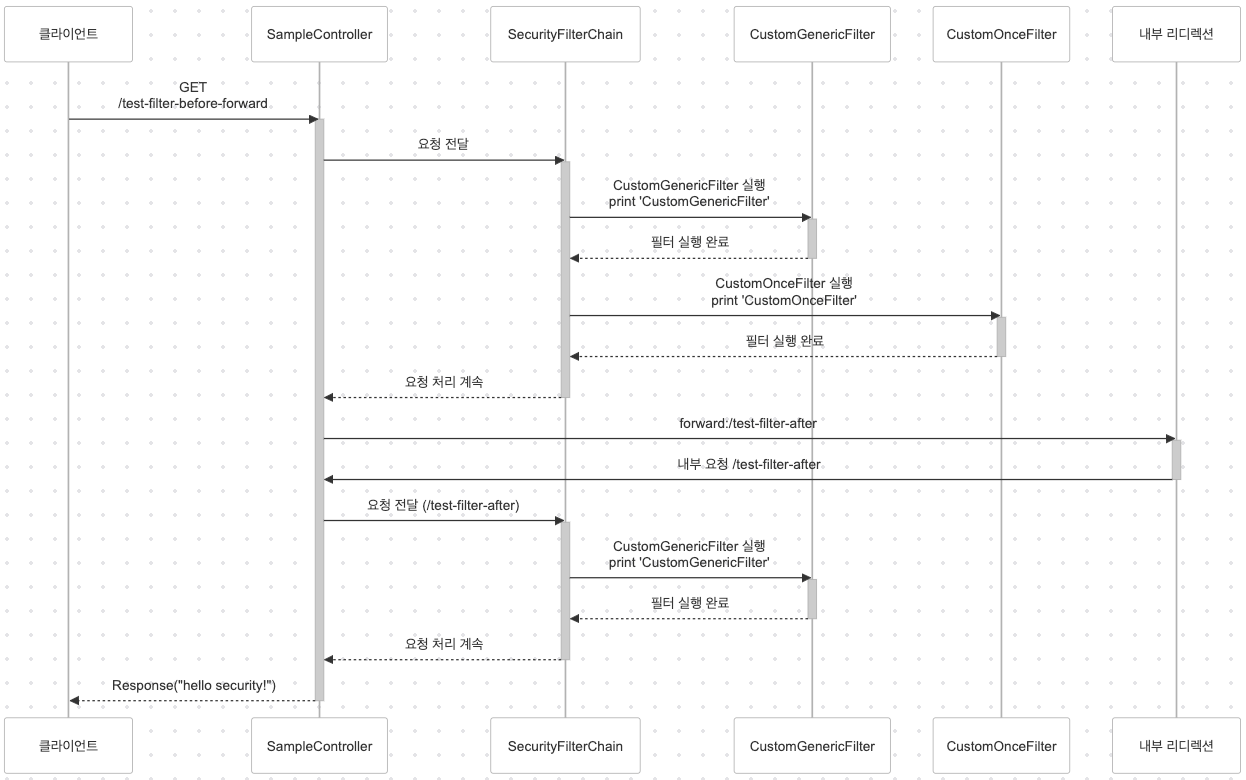 클라이언트
SampleController
SecurityFilterChain
CustomGenericFilter
CustomOnceFilter
내부 리디렉션
GET
/test-filter-before-forward
요청 전달
CustomGenericFilter 실행
print 'CustomGenericFilter'
필터 실행 완료
CustomOnceFilter 실행
print 'CustomOnceFilter'
필터 실행 완료
요청 처리 계속
forward:/test-filter-after
내부 요청 /test-filter-after
요청 전달 (/test-filter-after)
CustomGenericFilter 실행
print 'CustomGenericFilter'
필터 실행 완료
요청 처리 계속
Response("hello security!")
클라이언트
SampleController
SecurityFilterChain
CustomGenericFilter
CustomOnceFilter
내부 리디렉션